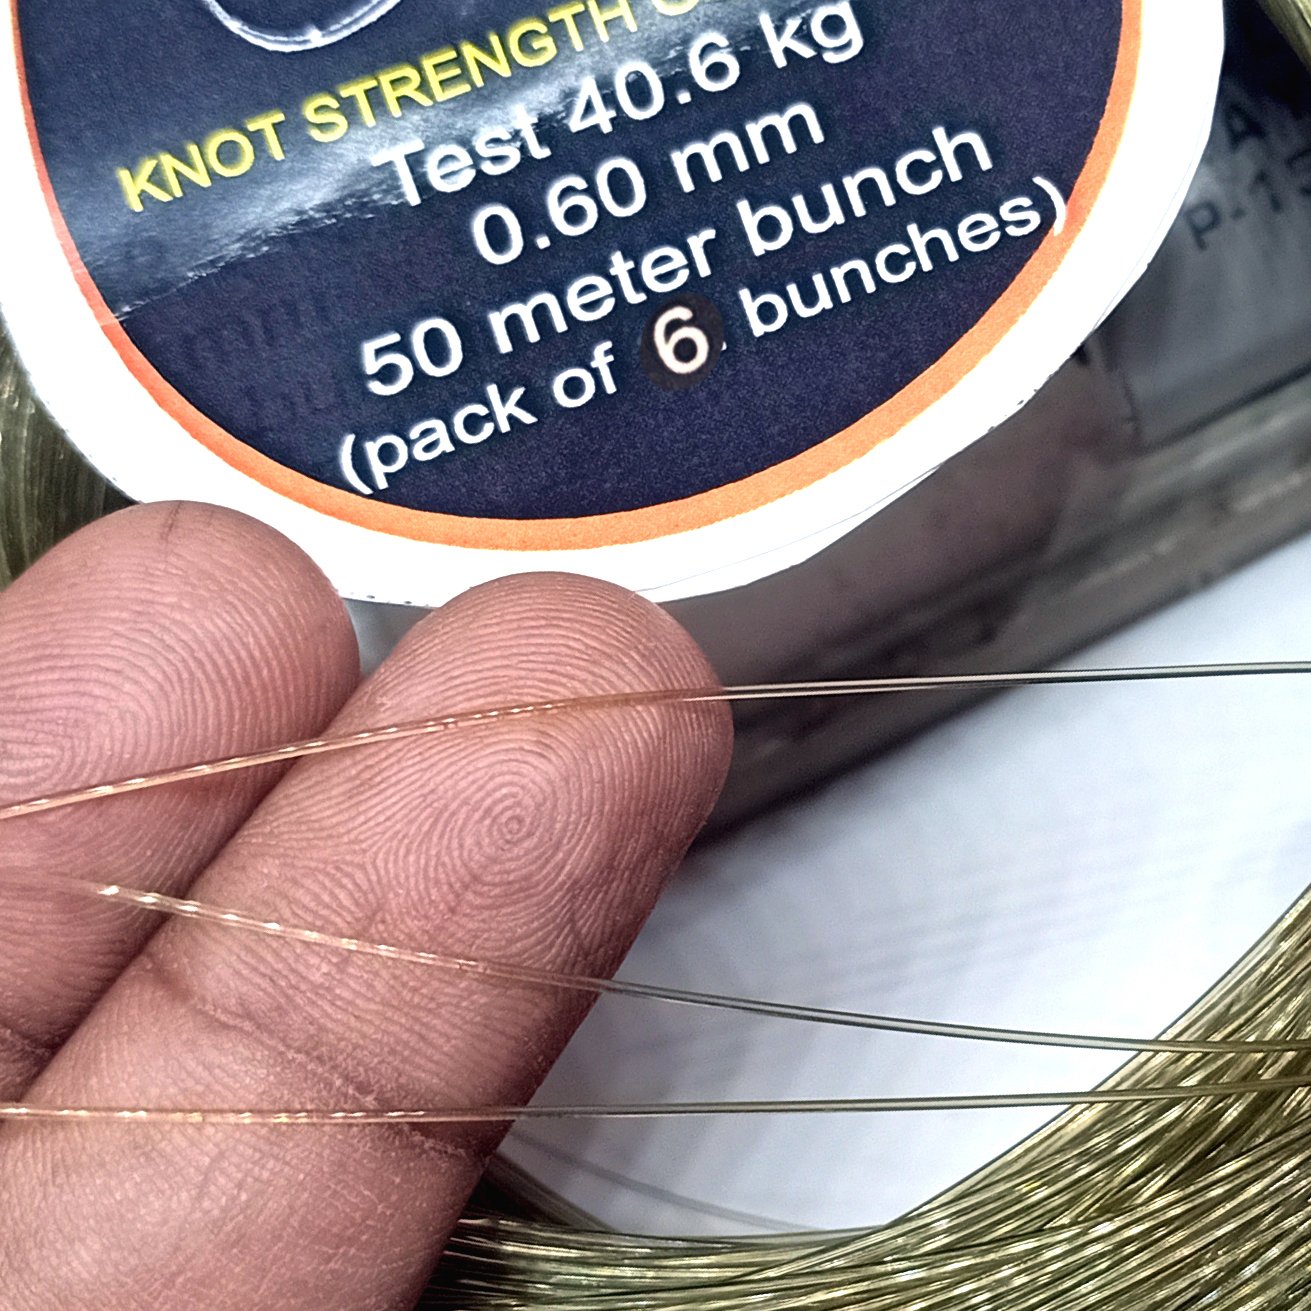 KNOT STRENGTH
Test 40.6 kg
0.60 mm
50 meter bunch
(pack of 6 bunches)